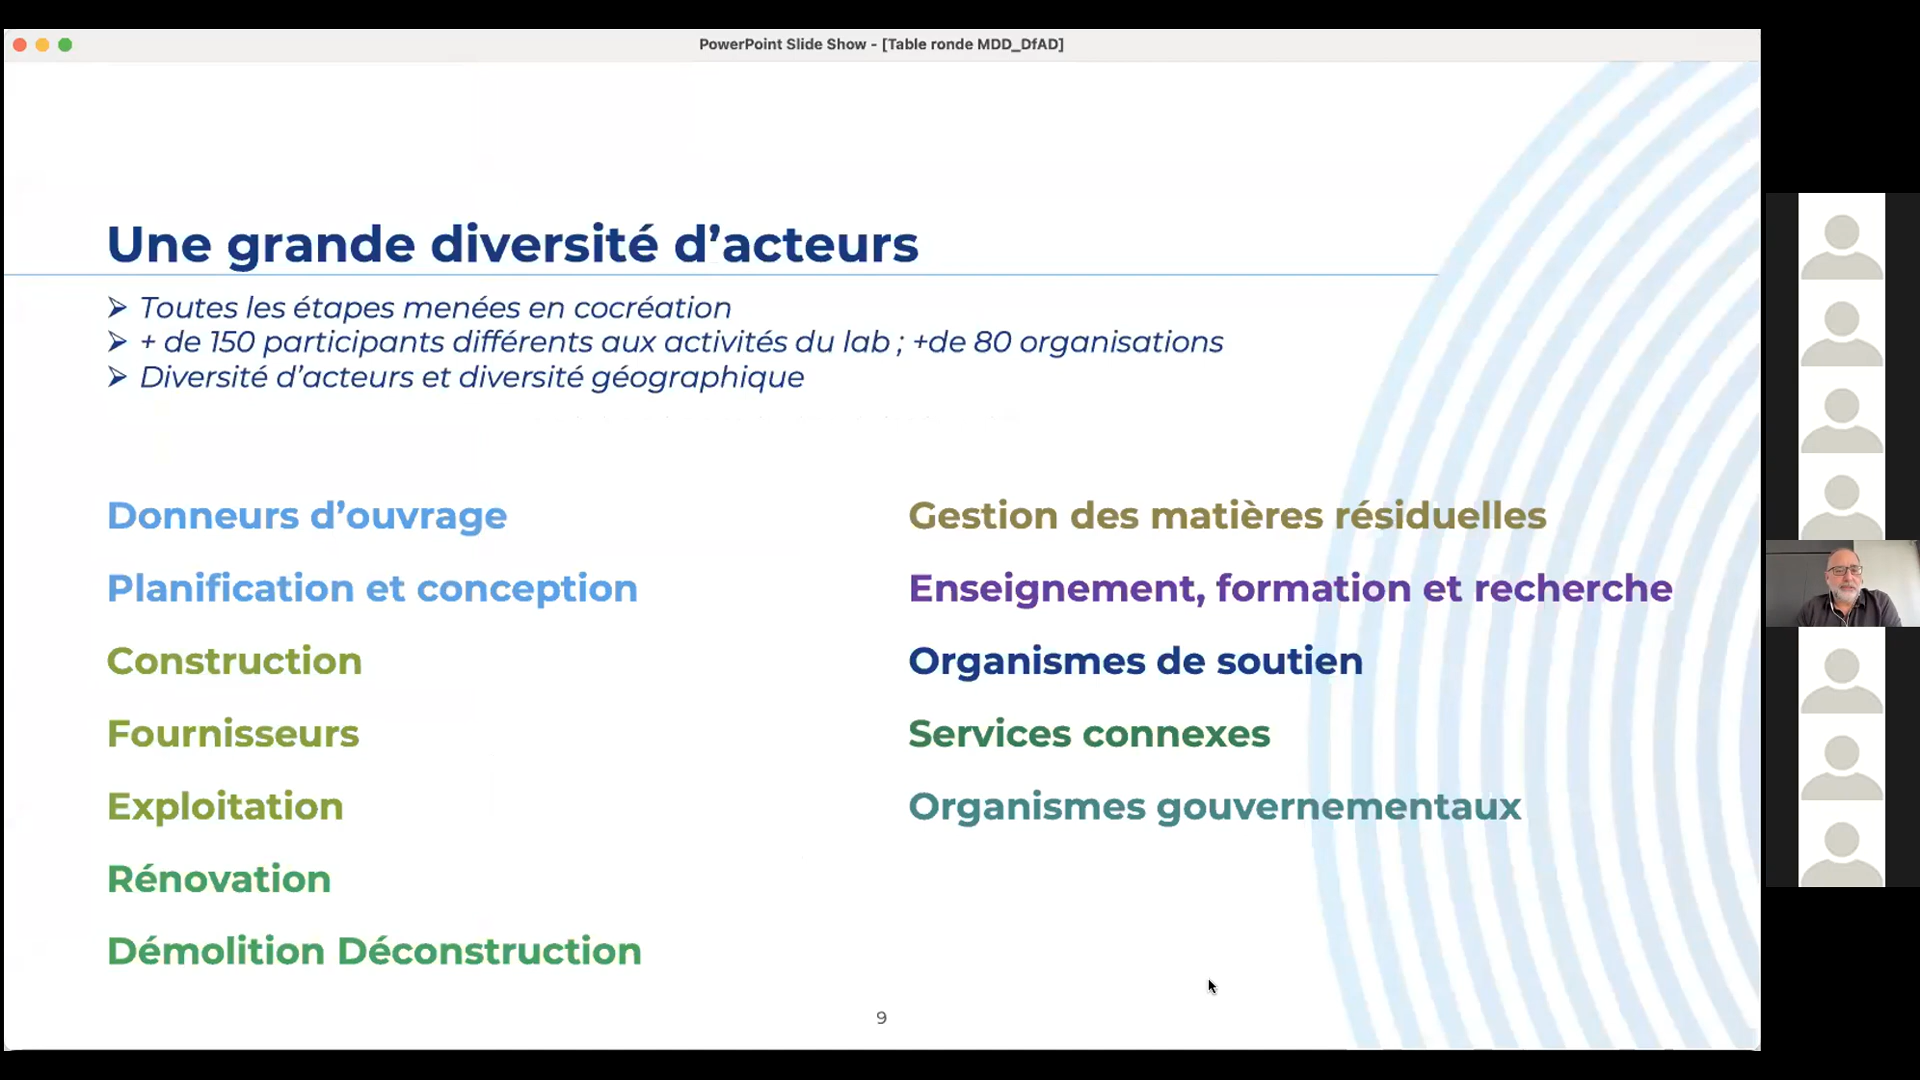 PowerPoint Slide Show - [Table ronde MDD_DfAD]
Une grande diversité d’acteurs
➢ Toutes les étapes menées en cocréation
➢ + de 150 participants différents aux activités du lab ; +de 80 organisations
➢ Diversité d’acteurs et diversité géographique
Donneurs d’ouvrage
Planification et conception
Construction
Fournisseurs
Exploitation
Rénovation
Démolition Déconstruction
Gestion des matières résiduelles
Enseignement, formation et recherche
Organismes de soutien
Services connexes
Organismes gouvernementaux
9